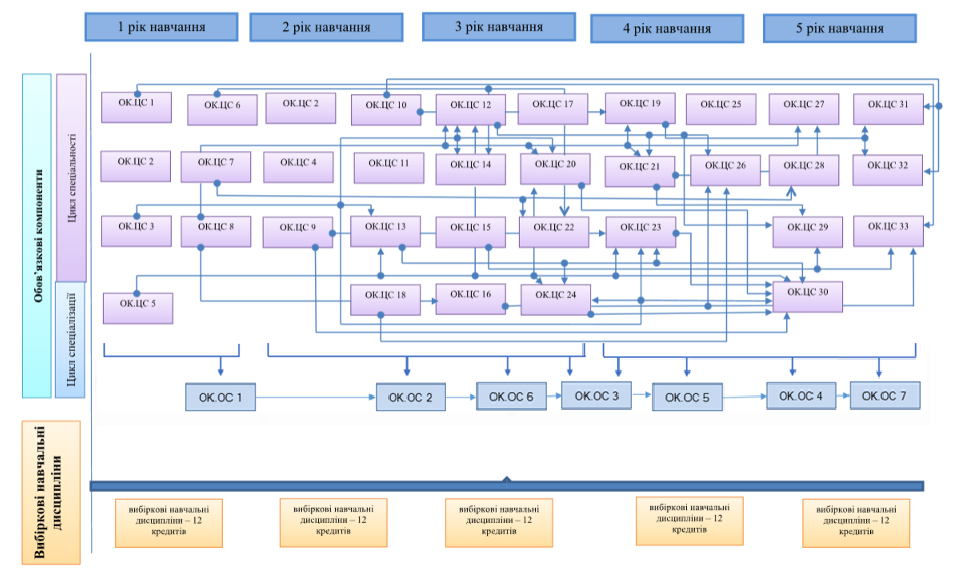 1 рік навчання
2 рік навчання
3 рік навчання
4 рік навчання
5 рік навчання
Обов'язкові компоненти
Цикл спеціальності
ОК.ЦС 1
ОК.ЦС 6
ОК.ЦС 2
ОК.ЦС 10
ОК.ЦС 12
ОК.ЦС 17
ОК.ЦС 19
ОК.ЦС 25
ОК.ЦС 27
ОК.ЦС 31
ОК.ЦС 2
ОК.ЦС 7
ОК.ЦС 4
ОК.ЦС 11
ОК.ЦС 14
ОК.ЦС 20
ОК.ЦС 21
ОК.ЦС 26
ОК.ЦС 28
ОК.ЦС 32
ОК.ЦС 3
ОК.ЦС 8
ОК.ЦС 9
ОК.ЦС 13
ОК.ЦС 15
ОК.ЦС 22
ОК.ЦС 23
ОК.ЦС 29
ОК.ЦС 33
ОК.ЦС 5
ОК.ЦС 18
ОК.ЦС 16
ОК.ЦС 24
ОК.ЦС 30
Цикл спеціалізації
ОК.ОС 1
ОК.ОС 2
ОК.ОС 6
ОК.ОС 3
ОК.ОС 5
ОК.ОС 4
ОК.ОС 7
Вибіркові навчальні
дисципліни
вибіркові навчальні
дисципліни – 12
кредитів
вибіркові навчальні
дисципліни – 12
кредитів
вибіркові навчальні
дисципліни – 12
кредитів
вибіркові навчальні
дисципліни – 12
кредитів
вибіркові навчальні
дисципліни – 12
кредитів